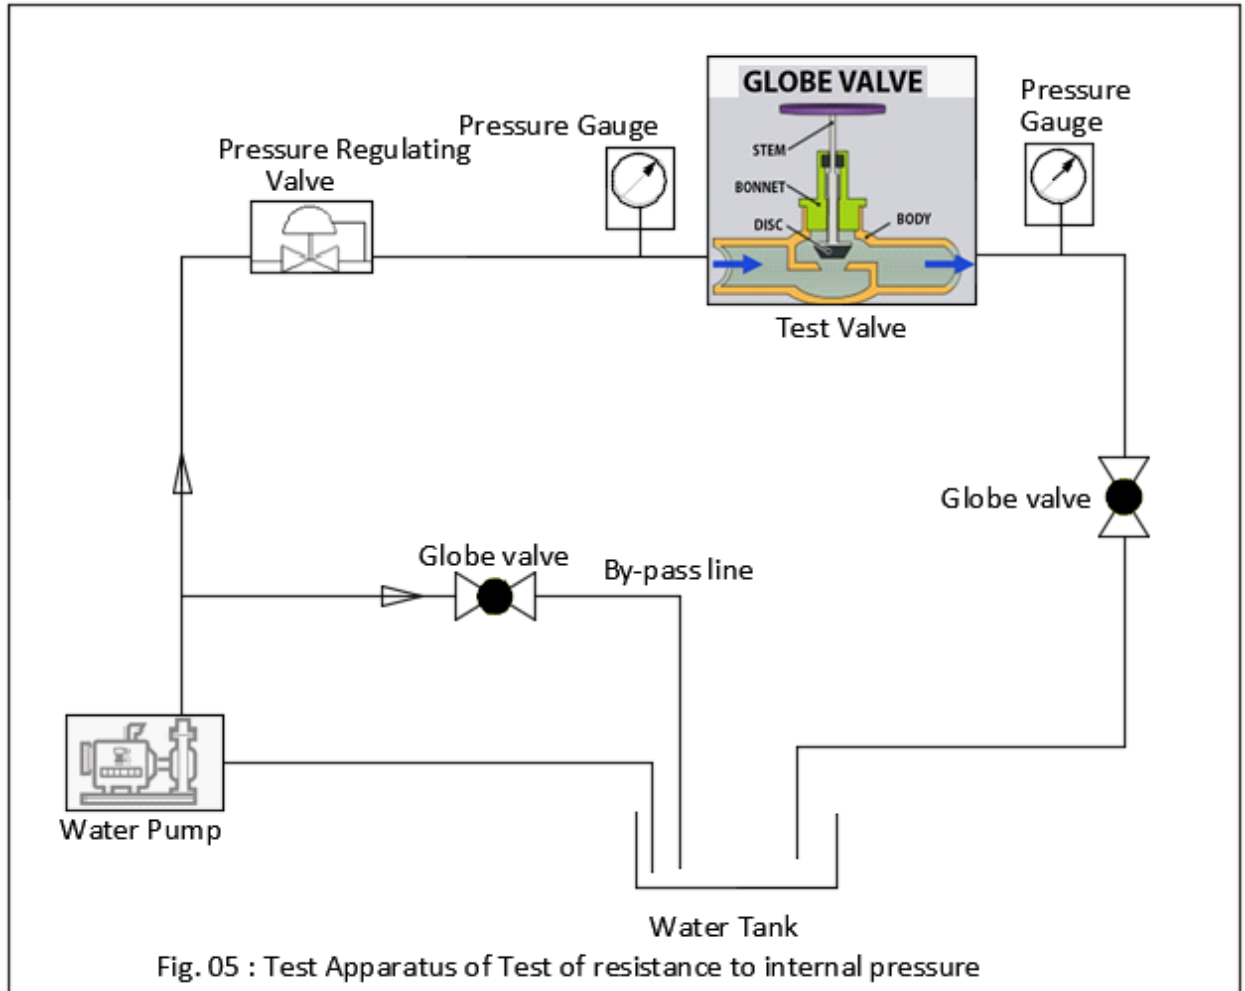 GLOBE VALVE
Pressure
Gauge
Pressure Gauge
Pressure Regulating
Valve
STEM
BONNET
DISC
BODY
Test Valve
Globe valve
Globe valve
By-pass line
Water Pump
Water Tank
Fig. 05 : Test Apparatus of Test of resistance to internal pressure